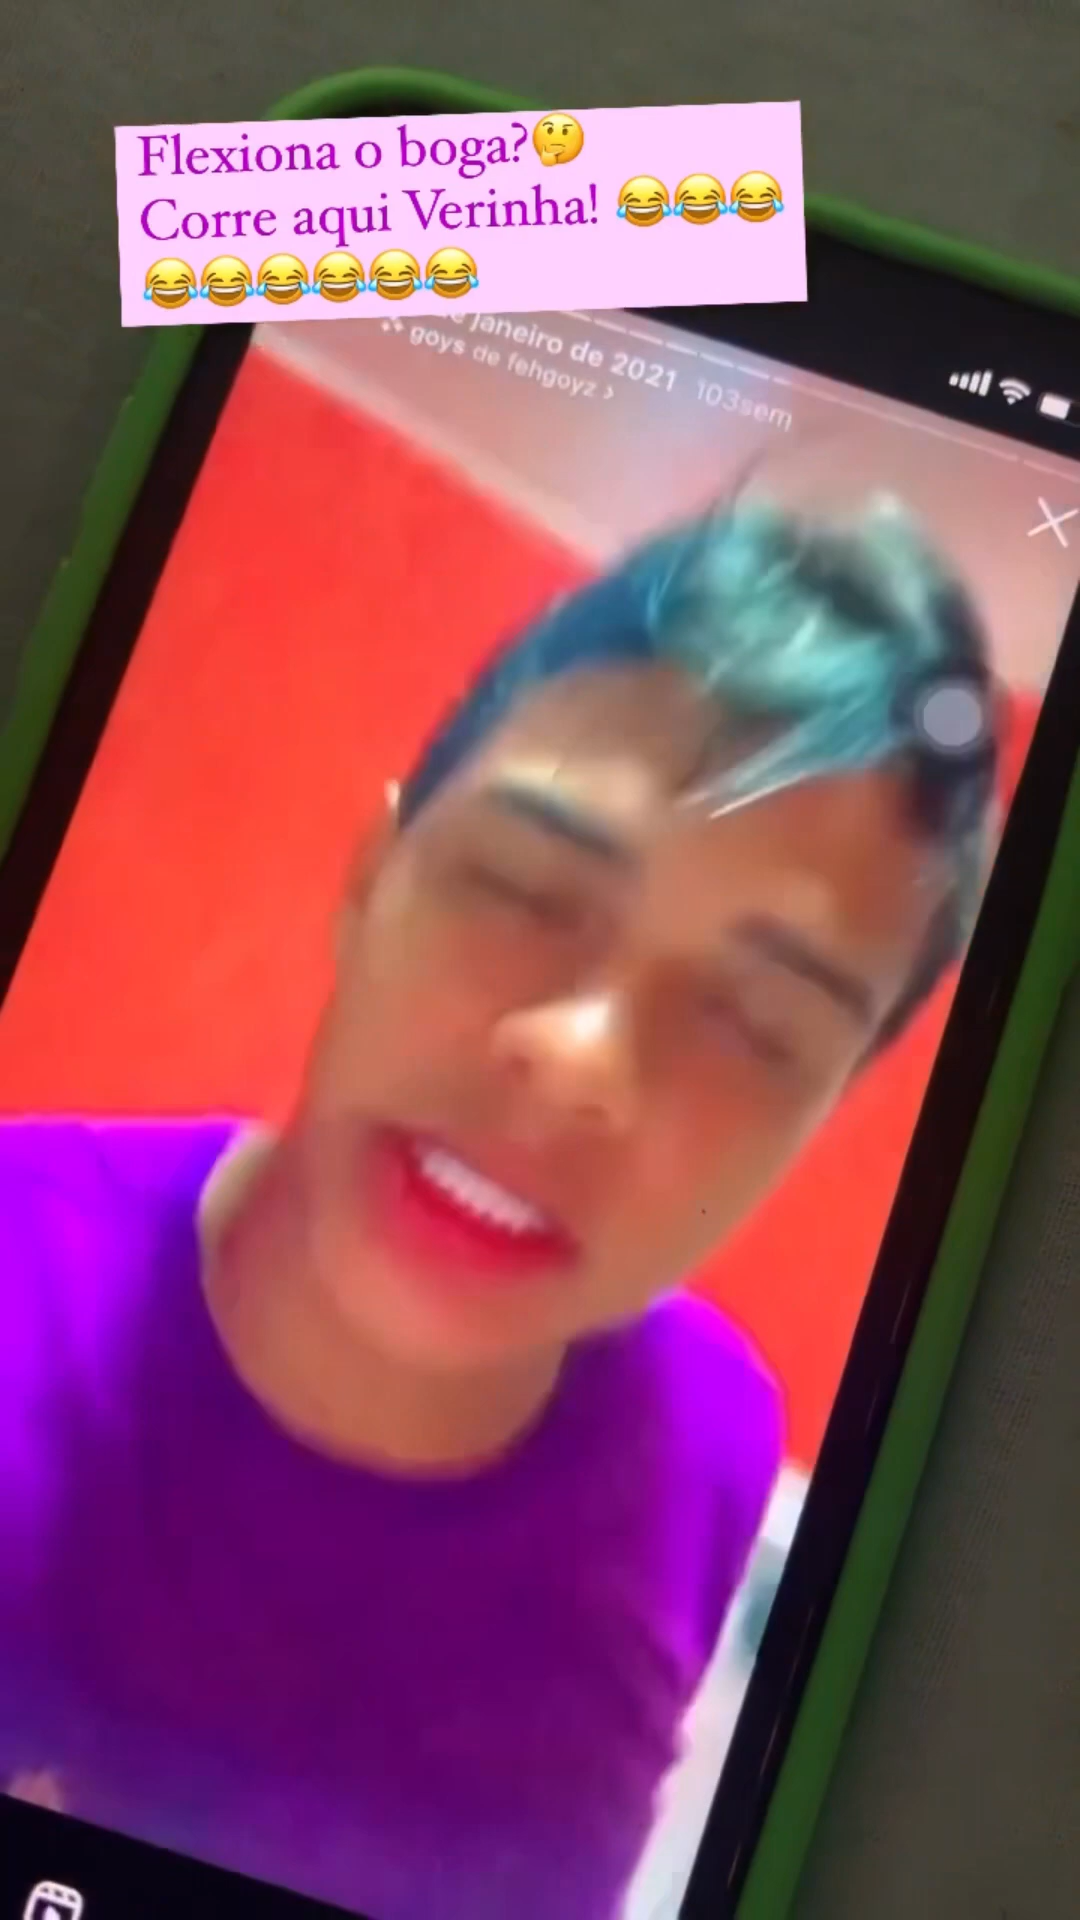 Flexiona o boga?🤔
Corre aqui Verinha! 😂😂😂
😂😂😂😂😂😂
janeiro de 2021 103sem
goys de fehgoyz >